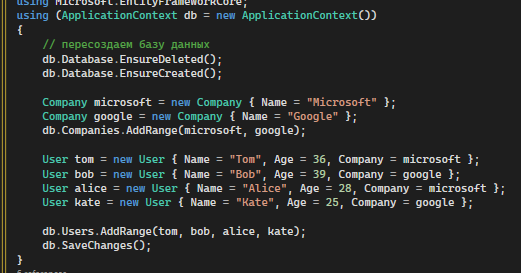 using Microsoft.EntityFrameworkCore;
using (ApplicationContext db = new ApplicationContext())
{
// пересоздаем базу данных
db.Database.EnsureDeleted();
db.Database.EnsureCreated();
Company microsoft = new Company { Name = "Microsoft" };
Company google = new Company { Name = "Google" };
db.Companies.AddRange(microsoft, google);
User tom = new User { Name = "Tom", Age = 36, Company = microsoft };
User bob = new User { Name = "Bob", Age = 39, Company = google };
User alice = new User { Name = "Alice", Age = 28, Company = microsoft };
User kate = new User { Name = "Kate", Age = 25, Company = google };
db.Users.AddRange(tom, bob, alice, kate);
db.SaveChanges();
}